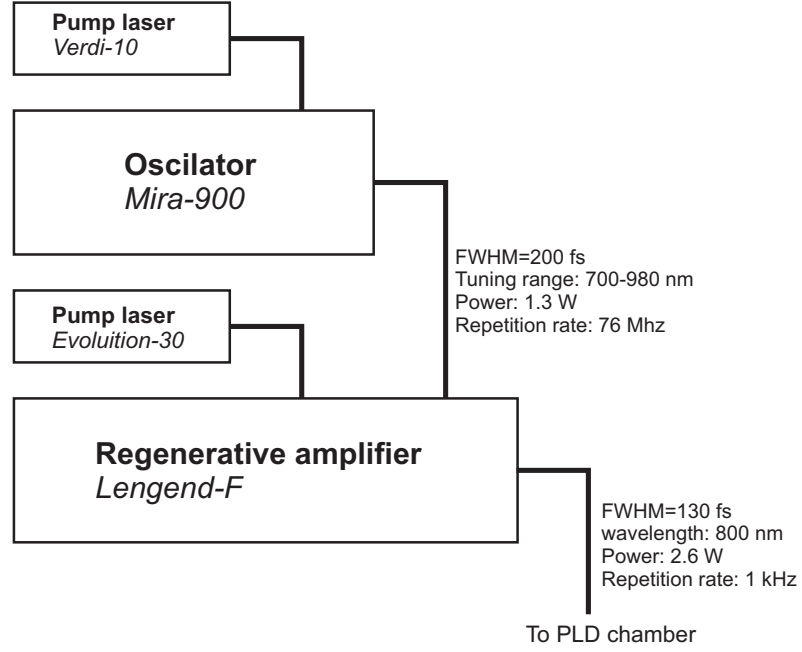 Pump laser
Verdi-10
Oscilator
Mira-900
FWHM=200 fs
Tuning range: 700-980 nm
Power: 1.3 W
Repetition rate: 76 Mhz
Pump laser
Evoluition-30
Regenerative amplifier
Lengend-F
FWHM=130 fs
wavelength: 800 nm
Power: 2.6 W
Repetition rate: 1 kHz
To PLD chamber